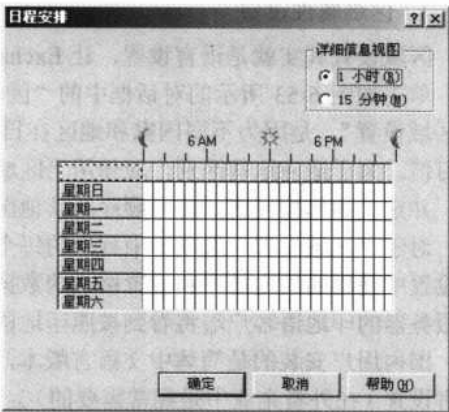 日程安排
详细信息视图
1 小时(R)
15 分钟(M)
6 AM 6 PM
星期日
星期一
星期二
星期三
星期四
星期五
星期六
确定 取消 帮助(H)